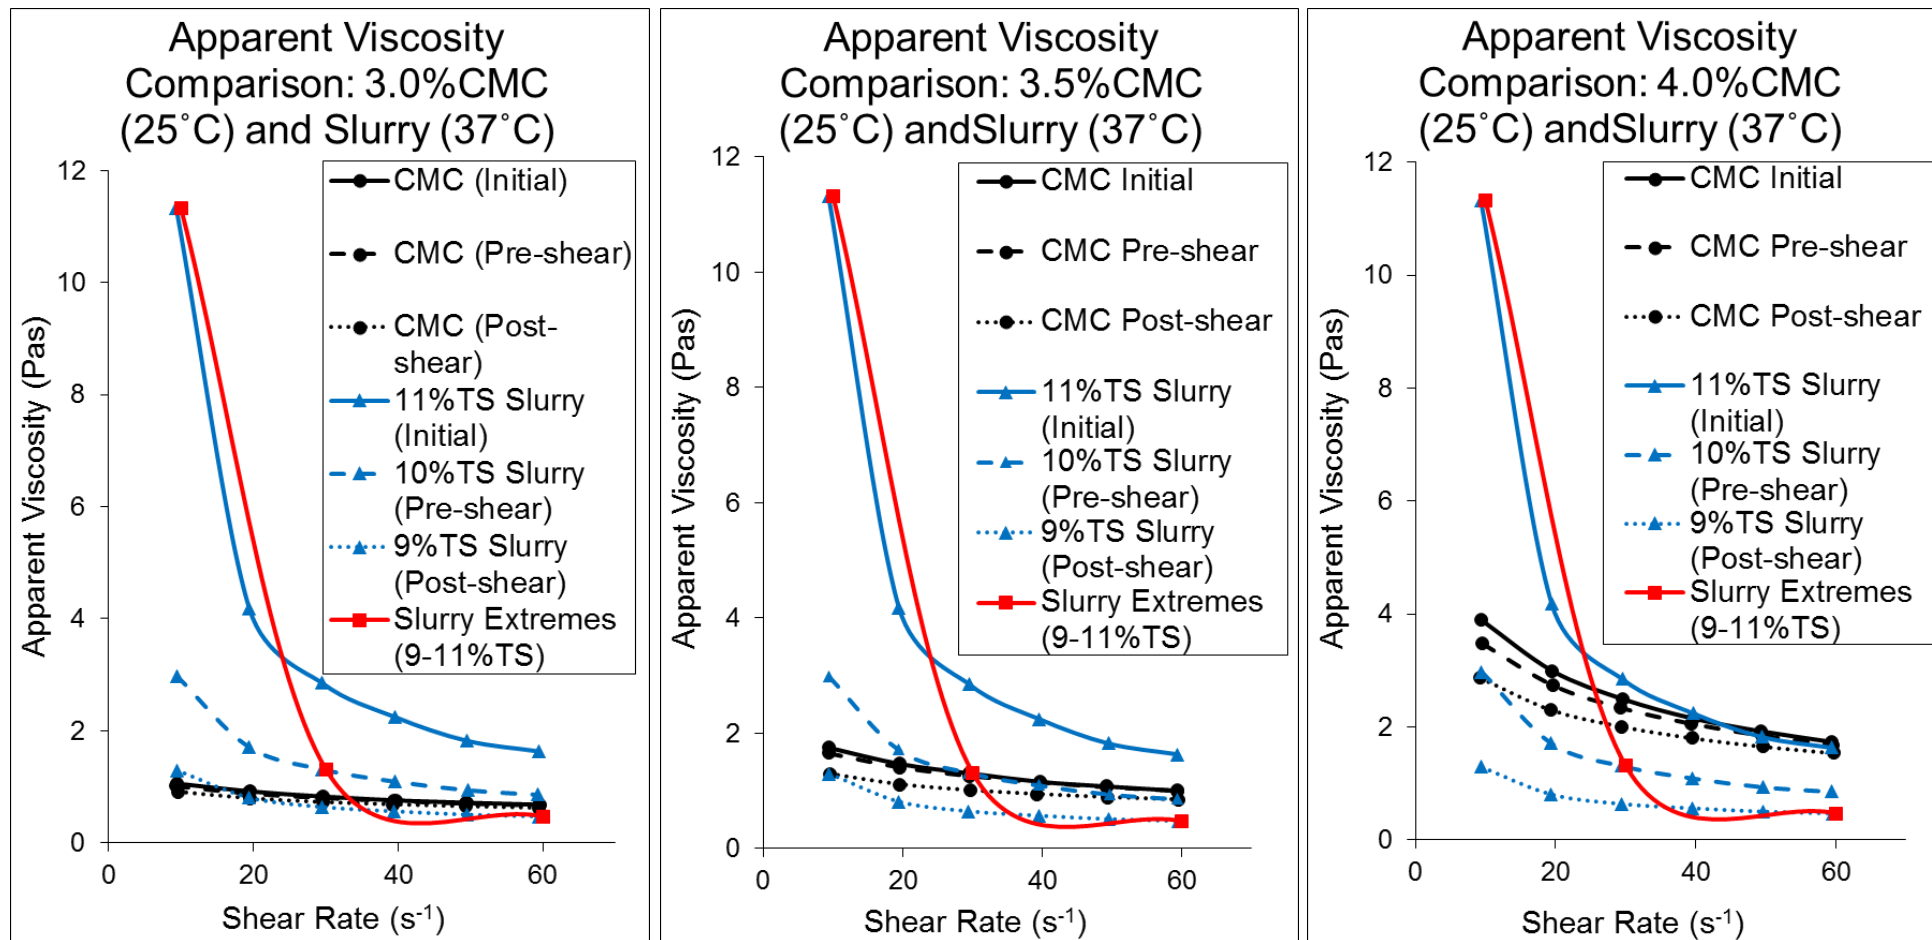 Apparent Viscosity
Comparison: 3.0%CMC
(25˚C) and Slurry (37˚C)
12
10
8
6
4
2
0
0
20
40
60
Apparent Viscosity (Pas)
Shear Rate (s⁻¹)
CMC (Initial)
CMC (Pre-shear)
CMC (Post-
shear)
11%TS Slurry
(Initial)
10%TS Slurry
(Pre-shear)
9%TS Slurry
(Post-shear)
Slurry Extremes
(9-11%TS)
Apparent Viscosity
Comparison: 3.5%CMC
(25˚C) andSlurry (37˚C)
12
10
8
6
4
2
0
0
20
40
60
Apparent Viscosity (Pas)
Shear Rate (s⁻¹)
CMC Initial
CMC Pre-shear
CMC Post-shear
11%TS Slurry
(Initial)
10%TS Slurry
(Pre-shear)
9%TS Slurry
(Post-shear)
Slurry Extremes
(9-11%TS)
Apparent Viscosity
Comparison: 4.0%CMC
(25˚C) andSlurry (37˚C)
12
10
8
6
4
2
0
0
20
40
60
Apparent Viscosity (Pas)
Shear Rate (s⁻¹)
CMC Initial
CMC Pre-shear
CMC Post-shear
11%TS Slurry
(Initial)
10%TS Slurry
(Pre-shear)
9%TS Slurry
(Post-shear)
Slurry Extremes
(9-11%TS)